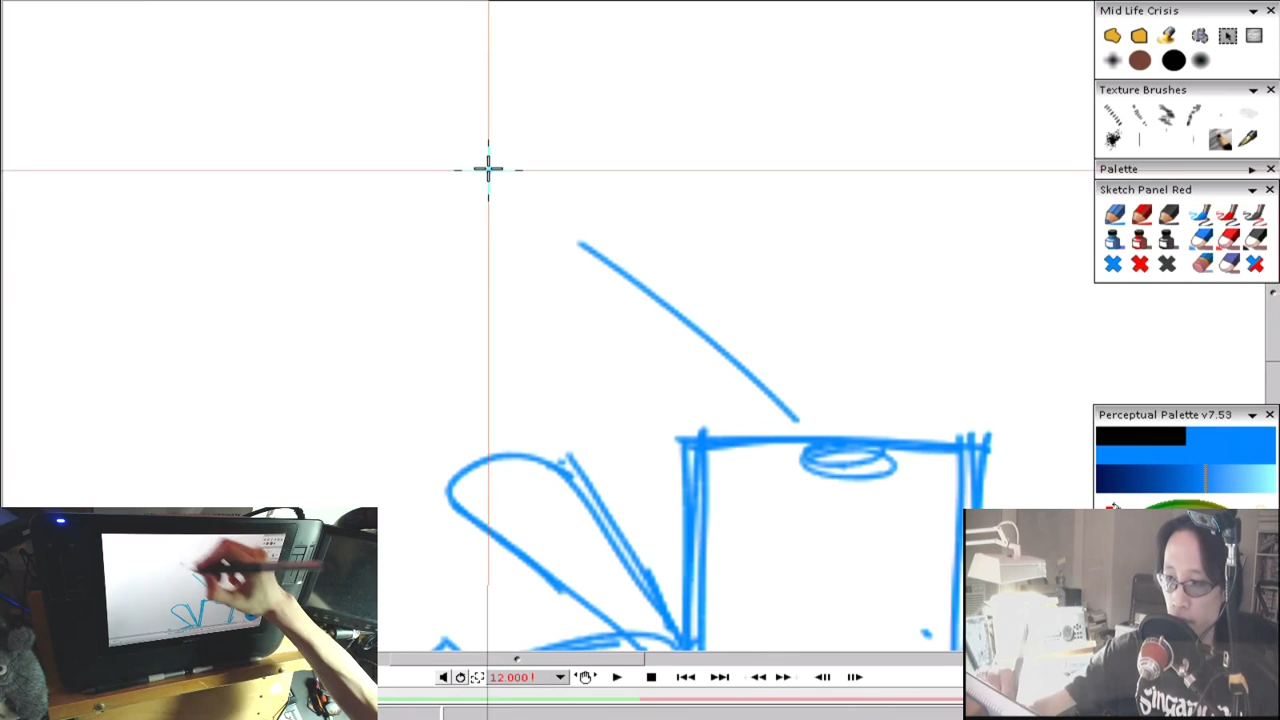 Mid Life Crisis
Texture Brushes
Palette
Sketch Panel Red
Perceptual Palette v7.53
12.000 !